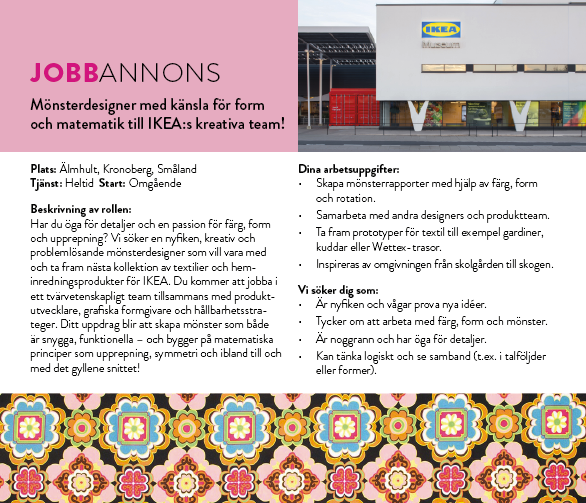 JOBBANNONS
Mönsterdesigner med känsla för form
och matematik till IKEA:s kreativa team!
IKEA
Museum
Plats: Älmhult, Kronoberg, Småland
Tjänst: Heltid Start: Omgående
Beskrivning av rollen:
Har du öga för detaljer och en passion för färg, form
och upprepning? Vi söker en nyfiken, kreativ och
problemlösande mönsterdesigner som vill vara med
och ta fram nästa kollektion av textilier och hem-
inredningsprodukter för IKEA. Du kommer att jobba i
ett tvärvetenskapligt team tillsammans med produkt-
utvecklare, grafiska formgivare och hållbarhetsstra-
teger. Ditt uppdrag blir att skapa mönster som både
är snygga, funktionella – och bygger på matematiska
principer som upprepning, symmetri och ibland till och
med det gyllene snittet!
Dina arbetsuppgifter:
• Skapa mönsterrapporter med hjälp av färg, form
och rotation.
• Samarbeta med andra designers och produktteam.
• Ta fram prototyper för textil till exempel gardiner,
kuddar eller Wettex-trasor.
• Inspireras av omgivningen från skolgården till skogen.
Vi söker dig som:
• Är nyfiken och vågar prova nya idéer.
• Tycker om att arbeta med färg, form och mönster.
• Är noggrann och har öga för detaljer.
• Kan tänka logiskt och se samband (t.ex. i talföljder
eller former).